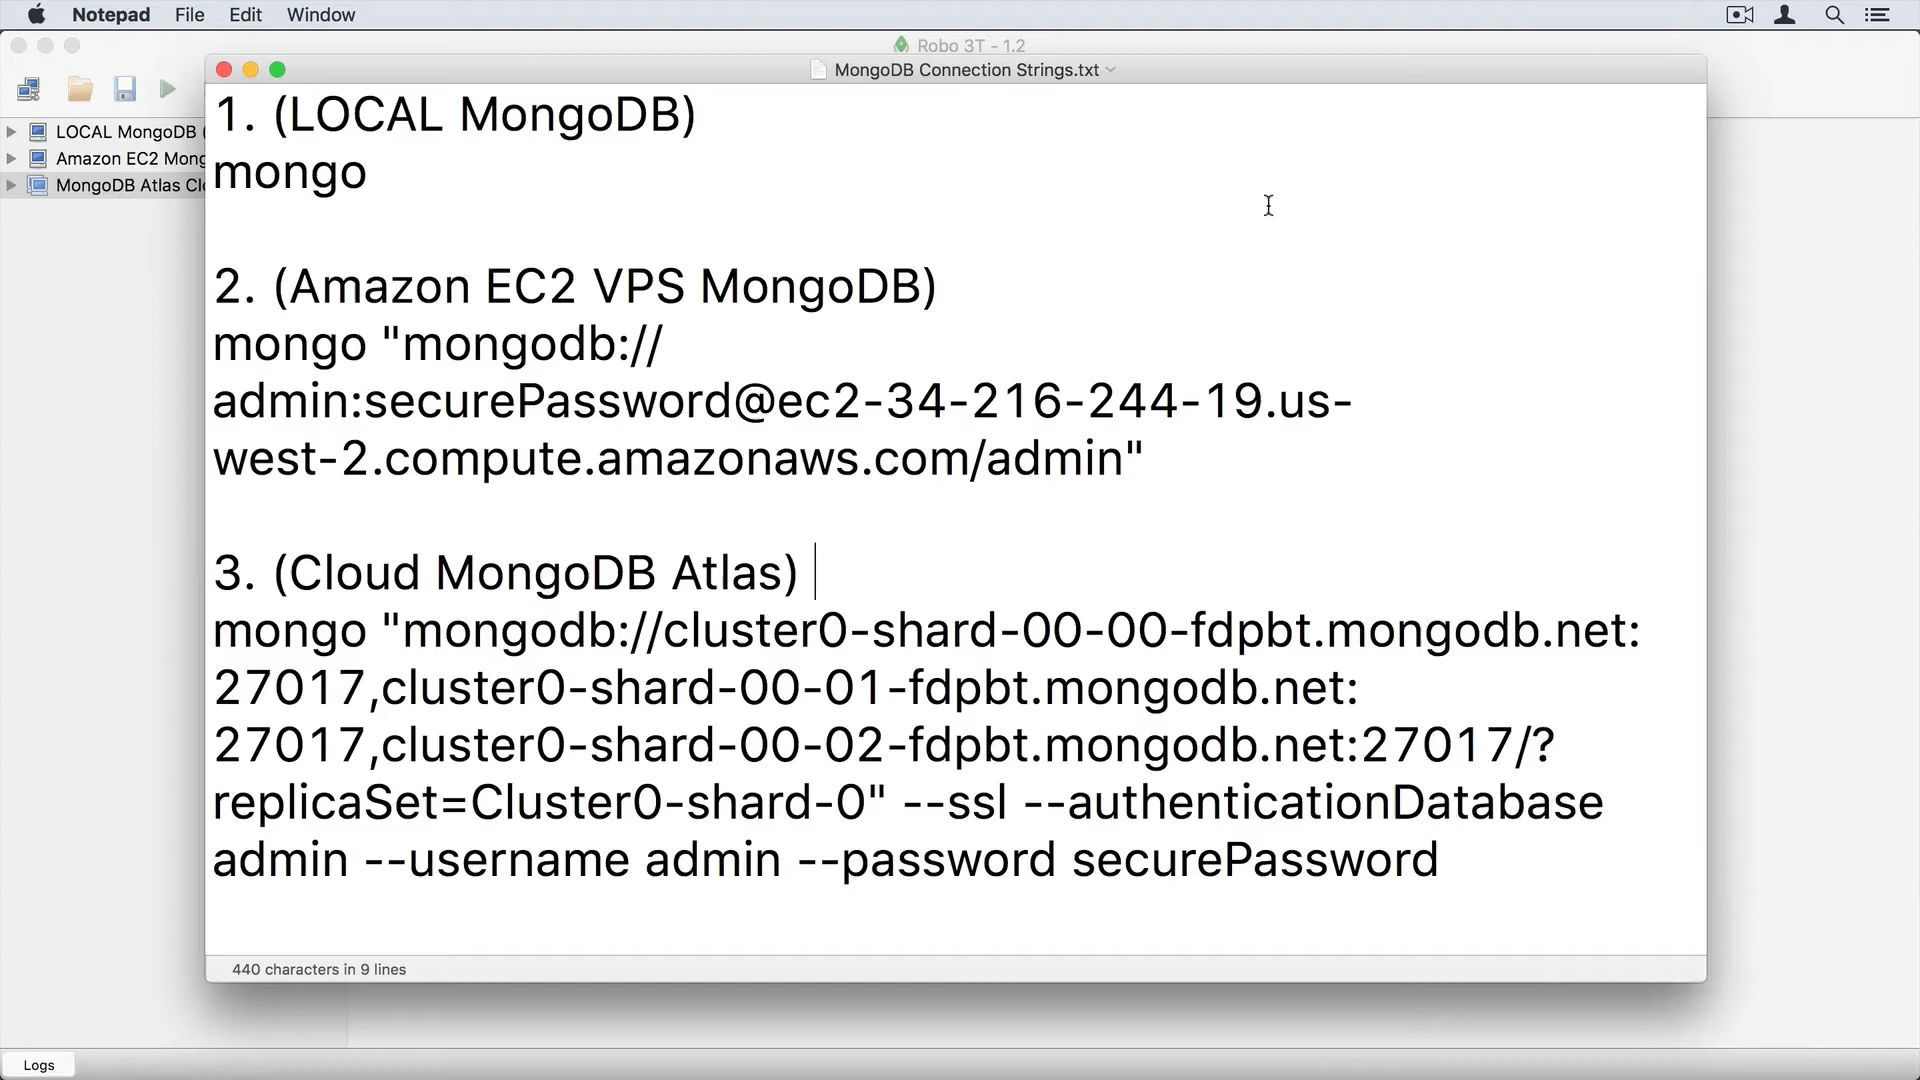 Notepad File Edit Window
Robo 3T - 1.2
MongoDB Connection Strings.txt
LOCAL MongoDB (
Amazon EC2 Mong
MongoDB Atlas Clo
1. (LOCAL MongoDB)
mongo
2. (Amazon EC2 VPS MongoDB)
mongo "mongodb://
admin:securePassword@ec2-34-216-244-19.us-
west-2.compute.amazonaws.com/admin"
3. (Cloud MongoDB Atlas)
mongo "mongodb://cluster0-shard-00-00-fdpbt.mongodb.net:
27017,cluster0-shard-00-01-fdpbt.mongodb.net:
27017,cluster0-shard-00-02-fdpbt.mongodb.net:27017/?
replicaSet=Cluster0-shard-0" --ssl --authenticationDatabase
admin --username admin --password securePassword
440 characters in 9 lines
Logs